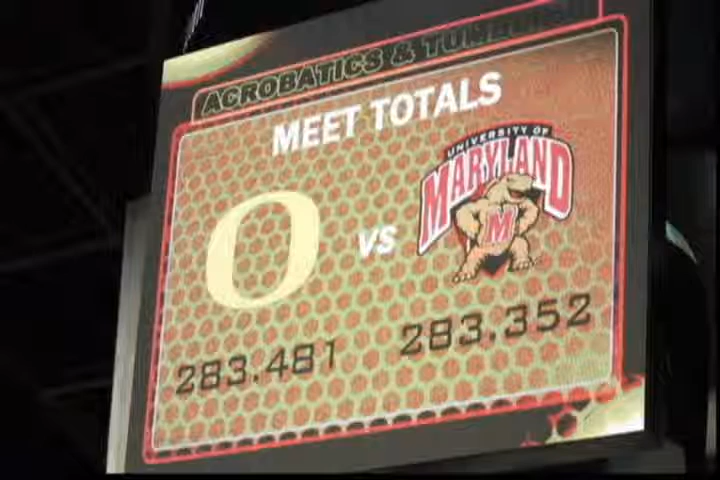 ACROBATICS & TUMBLING
MEET TOTALS
O
VS
UNIVERSITY OF
MARYLAND
M
283.481
283.352